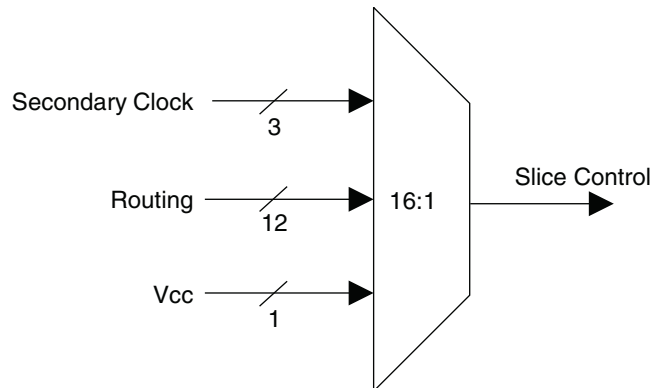 Secondary Clock
3
Slice Control
Routing
12
16:1
Vcc
1